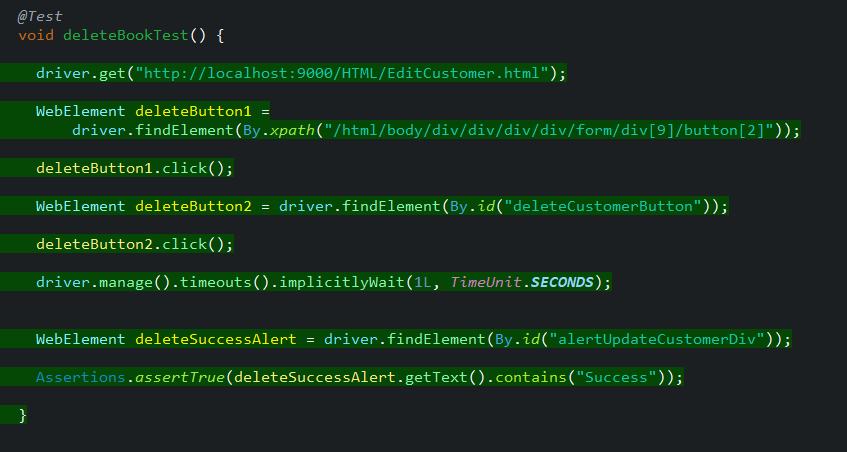 @Test
void deleteBookTest() {
driver.get("http://localhost:9000/HTML/EditCustomer.html");
WebElement deleteButton1 =
driver.findElement(By.xpath("/html/body/div/div/div/div/form/div[9]/button[2]"));
deleteButton1.click();
WebElement deleteButton2 = driver.findElement(By.id("deleteCustomerButton"));
deleteButton2.click();
driver.manage().timeouts().implicitlyWait(1L, TimeUnit.SECONDS);
WebElement deleteSuccessAlert = driver.findElement(By.id("alertUpdateCustomerDiv"));
Assertions.assertTrue(deleteSuccessAlert.getText().contains("Success"));
}